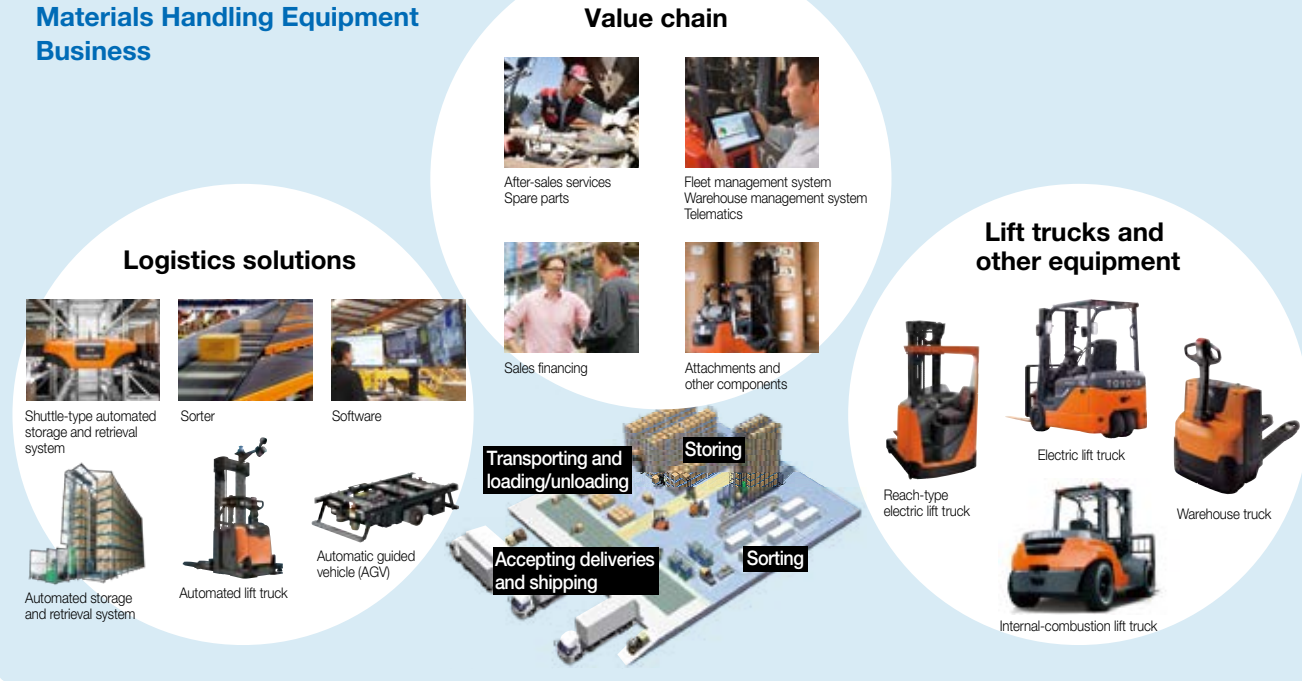 Materials Handling Equipment
Business
Value chain
After-sales services
Spare parts
Fleet management system
Warehouse management system
Telematics
Sales financing
Attachments and
other components
Logistics solutions
Shuttle-type automated
storage and retrieval
system
Sorter
Software
Automated storage
and retrieval system
Automated lift truck
Automatic guided
vehicle (AGV)
Transporting and
loading/unloading
Storing
Accepting deliveries
and shipping
Sorting
Lift trucks and
other equipment
Reach-type
electric lift truck
TOYOTA
Electric lift truck
Warehouse truck
Internal-combustion lift truck